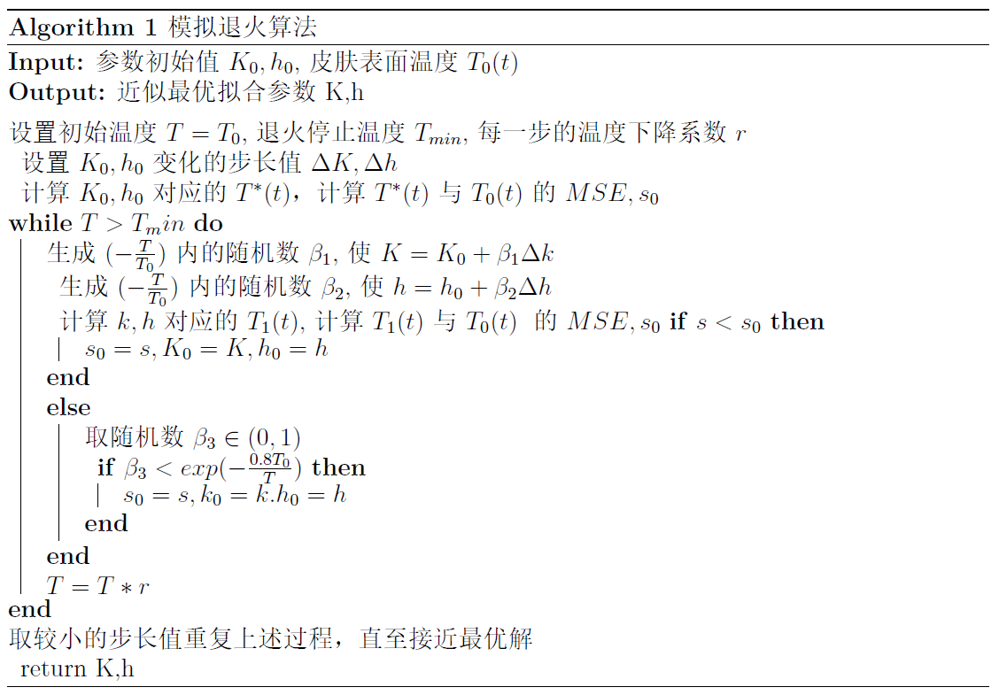 Algorithm 1 模拟退火算法
Input: 参数初始值 $K_0, h_0$, 皮肤表面温度 $T_0(t)$
Output: 近似最优拟合参数 K,h
设置初始温度 $T = T_0$, 退火停止温度 $T_{min}$, 每一步的温度下降系数 $r$
设置 $K_0, h_0$ 变化的步长值 $\Delta K, \Delta h$
计算 $K_0, h_0$ 对应的 $T^*(t)$，计算 $T^*(t)$ 与 $T_0(t)$ 的 $MSE, s_0$
while $T > T_min$ do
生成 $(-\frac{T}{T_0})$ 内的随机数 $\beta_1$, 使 $K = K_0 + \beta_1 \Delta k$
生成 $(-\frac{T}{T_0})$ 内的随机数 $\beta_2$, 使 $h = h_0 + \beta_2 \Delta h$
计算 $k, h$ 对应的 $T_1(t)$, 计算 $T_1(t)$ 与 $T_0(t)$ 的 $MSE, s_0$ if $s < s_0$ then
$s_0 = s, K_0 = K, h_0 = h$
end
else
取随机数 $\beta_3 \in (0, 1)$
if $\beta_3 < exp(-\frac{0.8T_0}{T})$ then
$s_0 = s, k_0 = k.h_0 = h$
end
end
$T = T * r$
end
取较小的步长值重复上述过程，直至接近最优解
return K,h